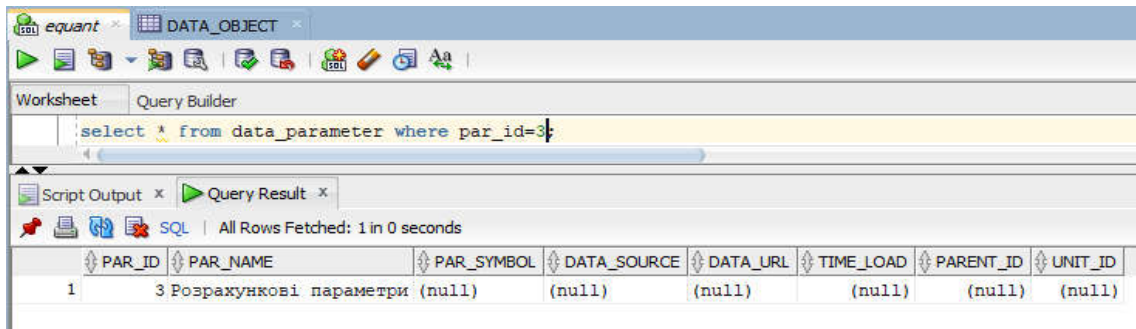 equant DATA_OBJECT
SQL Aa
Worksheet Query Builder
select * from data_parameter where par_id=3;
Script Output x Query Result x
SQL | All Rows Fetched: 1 in 0 seconds
PAR_ID PAR_NAME PAR_SYMBOL DATA_SOURCE DATA_URL TIME_LOAD PARENT_ID UNIT_ID
1 3 Розрахункові параметри (null) (null) (null) (null) (null) (null)